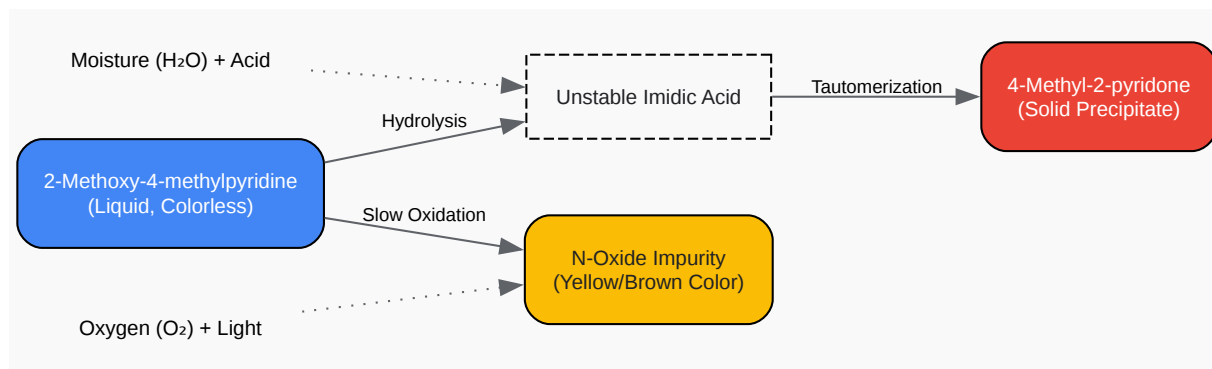 Moisture (H₂O) + Acid
Unstable Imidic Acid
Tautomerization
4-Methyl-2-pyridone
(Solid Precipitate)
Hydrolysis
2-Methoxy-4-methylpyridine
(Liquid, Colorless)
Slow Oxidation
N-Oxide Impurity
(Yellow/Brown Color)
Oxygen (O₂) + Light